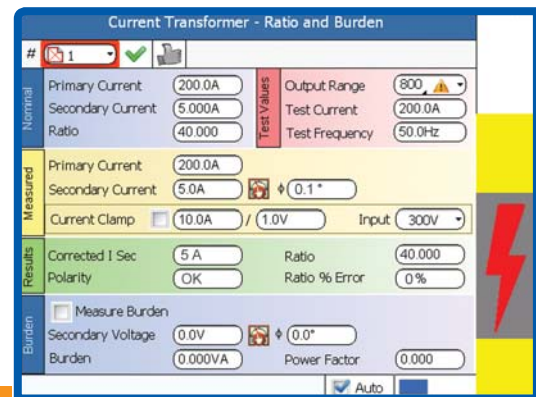 Current Transformer - Ratio and Burden
# 1
Nominal
Primary Current 200.0A
Secondary Current 5.000A
Ratio 40.000
Test Values
Output Range 800
Test Current 200.0A
Test Frequency 50.0Hz
Measured
Primary Current 200.0A
Secondary Current 5.0A ϕ 0.1°
Current Clamp 10.0A / 1.0V Input 300V
Results
Corrected I Sec 5 A Ratio 40.000
Polarity OK Ratio % Error 0%
Burden
Measure Burden
Secondary Voltage 0.0V ϕ 0.0°
Burden 0.000VA Power Factor 0.000
Auto